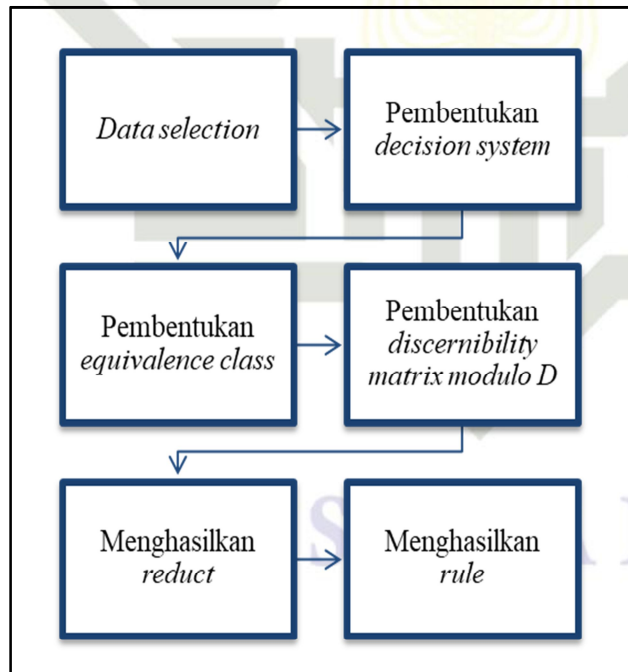 Data selection
Pembentukan
decision system
Pembentukan
equivalence class
Pembentukan
discernibility
matrix modulo D
Menghasilkan
reduct
Menghasilkan
rule